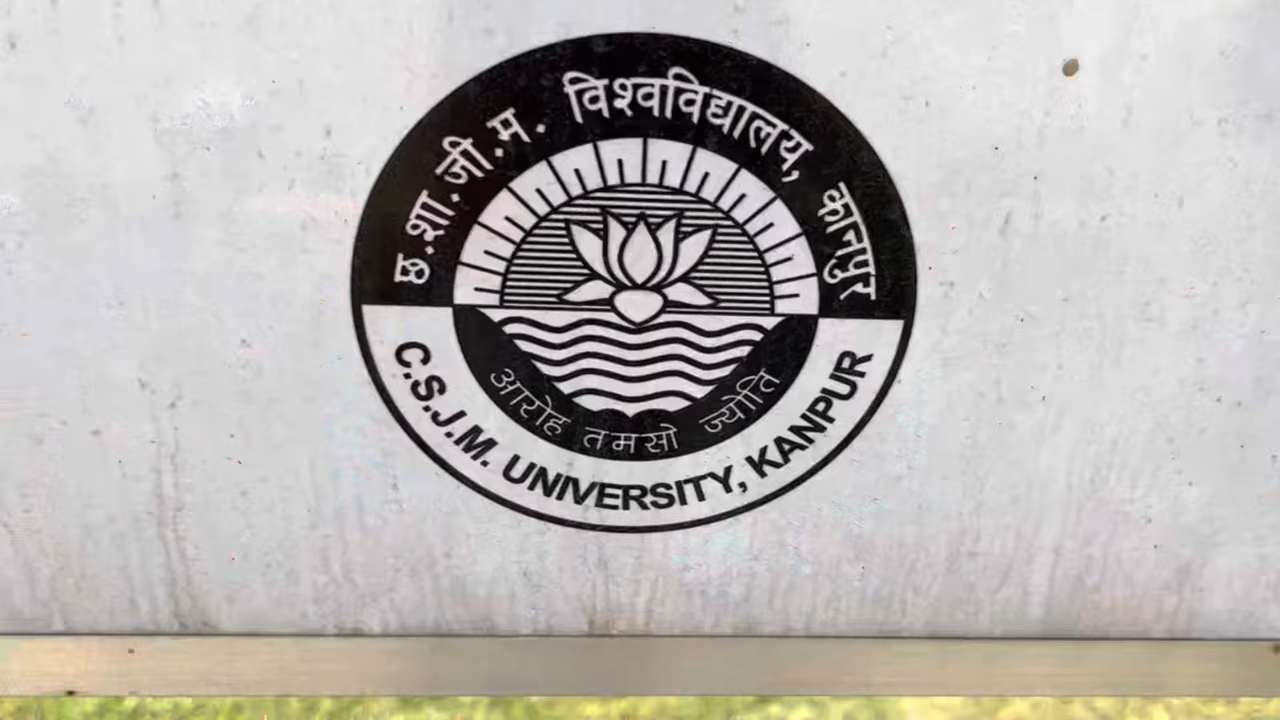 छ.शा.जी.म. विश्वविद्यालय, कानपुर
आरोह तमसो ज्योति
C.S.J.M. UNIVERSITY, KANPUR